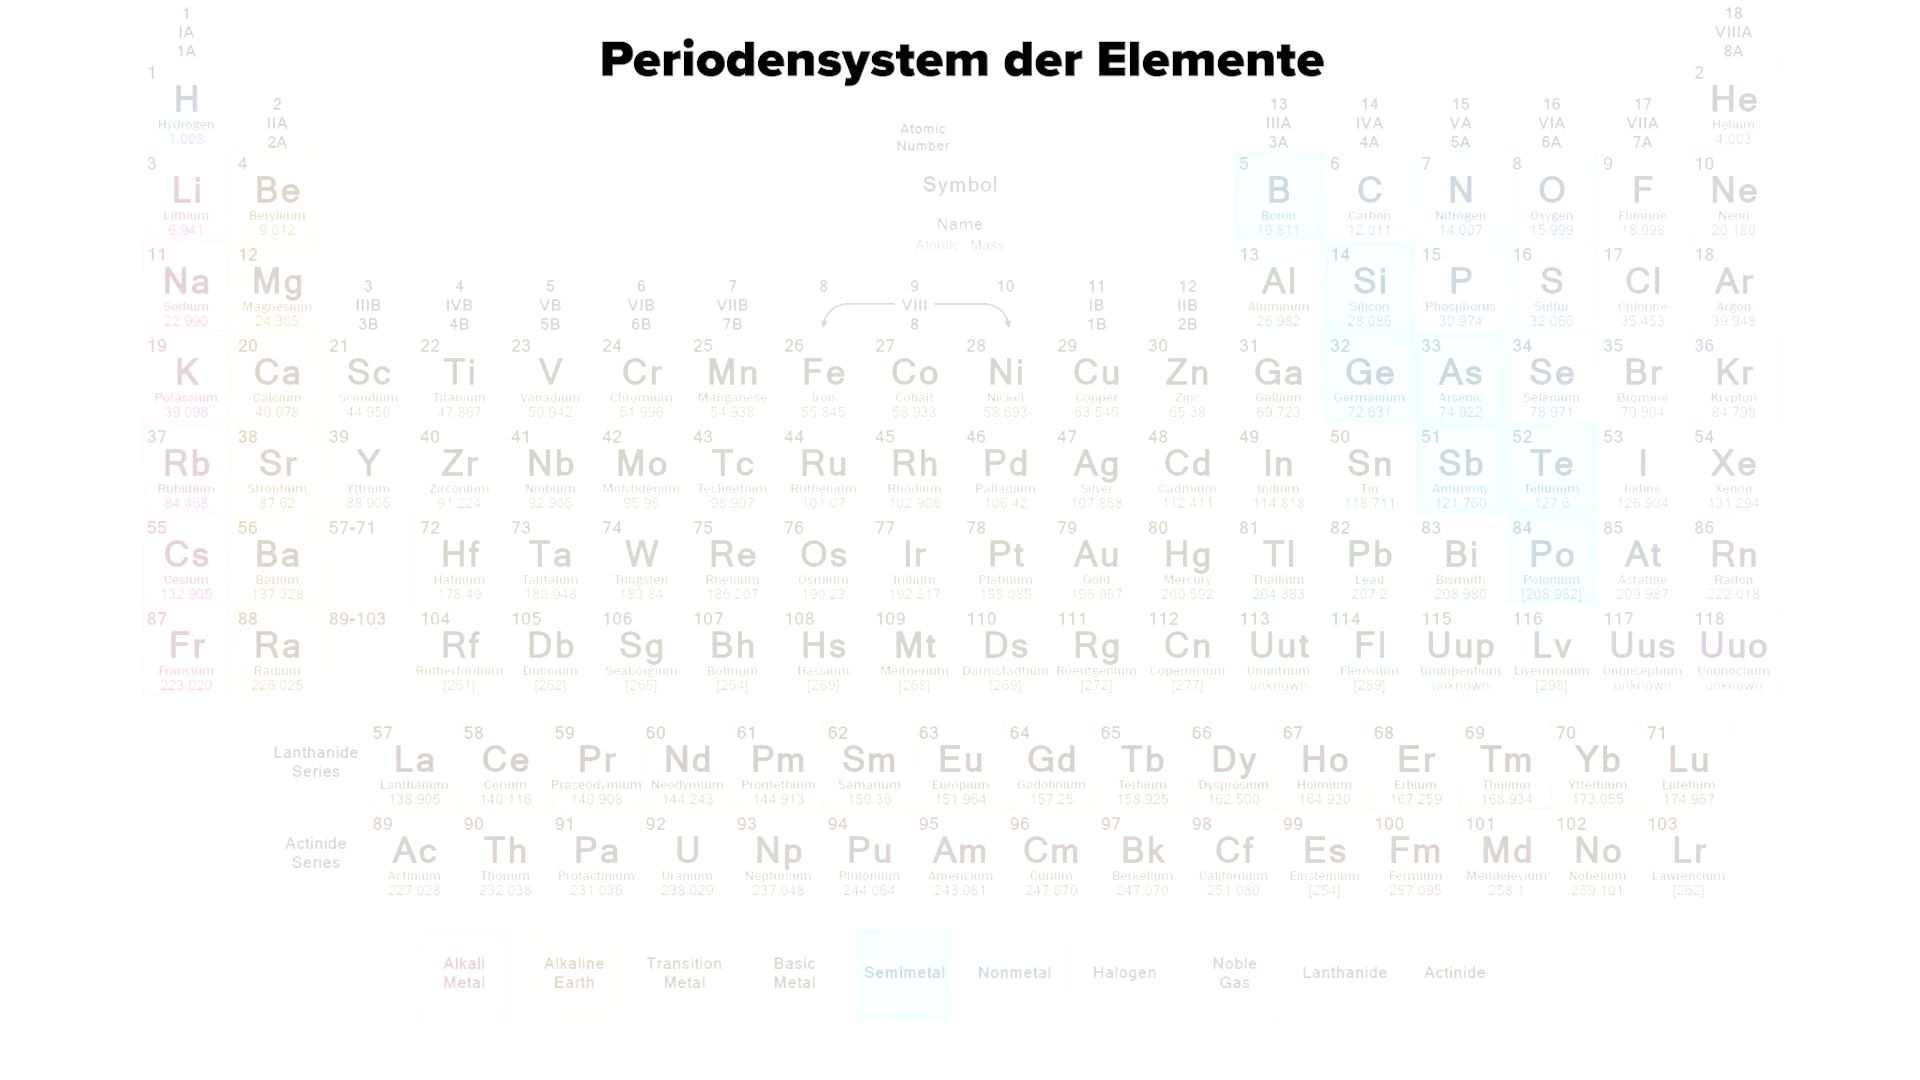 Periodensystem der Elemente
1
IA
1A
18
VIIIA
8A
1
H
Hydrogen
1.008
2
IIA
2A
Atomic
Number
Symbol
Name
Atomic Mass
13
IIIA
3A
14
IVA
4A
15
VA
5A
16
VIA
6A
17
VIIA
7A
2
He
Helium
4.003
3
Li
Lithium
6.941
4
Be
Beryllium
9.012
5
B
Boron
10.811
6
C
Carbon
12.011
7
N
Nitrogen
14.007
8
O
Oxygen
15.999
9
F
Fluorine
18.998
10
Ne
Neon
20.180
11
Na
Sodium
22.990
12
Mg
Magnesium
24.305
3
IIIB
3B
4
IVB
4B
5
VB
5B
6
VIB
6B
7
VIIB
7B
8 9 10
VIII
8
11
IB
1B
12
IIB
2B
13
Al
Aluminum
26.982
14
Si
Silicon
28.086
15
P
Phosphorus
30.974
16
S
Sulfur
32.066
17
Cl
Chlorine
35.453
18
Ar
Argon
39.948
19
K
Potassium
39.098
20
Ca
Calcium
40.078
21
Sc
Scandium
44.956
22
Ti
Titanium
47.867
23
V
Vanadium
50.942
24
Cr
Chromium
51.996
25
Mn
Manganese
54.938
26
Fe
Iron
55.845
27
Co
Cobalt
58.933
28
Ni
Nickel
58.693
29
Cu
Copper
63.546
30
Zn
Zinc
65.38
31
Ga
Gallium
69.723
32
Ge
Germanium
72.631
33
As
Arsenic
74.922
34
Se
Selenium
78.971
35
Br
Bromine
79.904
36
Kr
Krypton
84.798
37
Rb
Rubidium
84.468
38
Sr
Strontium
87.62
39
Y
Yttrium
88.906
40
Zr
Zirconium
91.224
41
Nb
Niobium
92.906
42
Mo
Molybdenum
95.95
43
Tc
Technetium
98.907
44
Ru
Ruthenium
101.07
45
Rh
Rhodium
102.906
46
Pd
Palladium
106.42
47
Ag
Silver
107.868
48
Cd
Cadmium
112.411
49
In
Indium
114.818
50
Sn
Tin
118.711
51
Sb
Antimony
121.760
52
Te
Tellurium
127.6
53
I
Iodine
126.904
54
Xe
Xenon
131.294
55
Cs
Cesium
132.905
56
Ba
Barium
137.328
57-71
72
Hf
Hafnium
178.49
73
Ta
Tantalum
180.948
74
W
Tungsten
183.84
75
Re
Rhenium
186.207
76
Os
Osmium
190.23
77
Ir
Iridium
192.217
78
Pt
Platinum
195.085
79
Au
Gold
196.967
80
Hg
Mercury
200.592
81
Tl
Thallium
204.383
82
Pb
Lead
207.2
83
Bi
Bismuth
208.980
84
Po
Polonium
[208.982]
85
At
Astatine
209.987
86
Rn
Radon
222.018
87
Fr
Francium
223.020
88
Ra
Radium
226.025
89-103
104
Rf
Rutherfordium
[261]
105
Db
Dubnium
[262]
106
Sg
Seaborgium
[266]
107
Bh
Bohrium
[264]
108
Hs
Hassium
[269]
109
Mt
Meitnerium
[268]
110
Ds
Darmstadtium
[269]
111
Rg
Roentgenium
[272]
112
Cn
Copernicium
[277]
113
Uut
Ununtrium
unknown
114
Fl
Flerovium
[289]
115
Uup
Ununpentium
unknown
116
Lv
Livermorium
[298]
117
Uus
Ununseptium
unknown
118
Uuo
Ununoctium
unknown
Lanthanide
Series
57
La
Lanthanum
138.905
58
Ce
Cerium
140.116
59
Pr
Praseodymium
140.908
60
Nd
Neodymium
144.243
61
Pm
Promethium
144.913
62
Sm
Samarium
150.36
63
Eu
Europium
151.964
64
Gd
Gadolinium
157.25
65
Tb
Terbium
158.925
66
Dy
Dysprosium
162.500
67
Ho
Holmium
164.930
68
Er
Erbium
167.259
69
Tm
Thulium
168.934
70
Yb
Ytterbium
173.055
71
Lu
Lutetium
174.967
Actinide
Series
89
Ac
Actinium
227.028
90
Th
Thorium
232.038
91
Pa
Protactinium
231.036
92
U
Uranium
238.029
93
Np
Neptunium
237.048
94
Pu
Plutonium
244.064
95
Am
Americium
243.061
96
Cm
Curium
247.070
97
Bk
Berkelium
247.070
98
Cf
Californium
251.080
99
Es
Einsteinium
[254]
100
Fm
Fermium
257.095
101
Md
Mendelevium
258.1
102
No
Nobelium
259.101
103
Lr
Lawrencium
[262]
Alkali
Metal
Alkaline
Earth
Transition
Metal
Basic
Metal
Semimetal
Nonmetal
Halogen
Noble
Gas
Lanthanide
Actinide